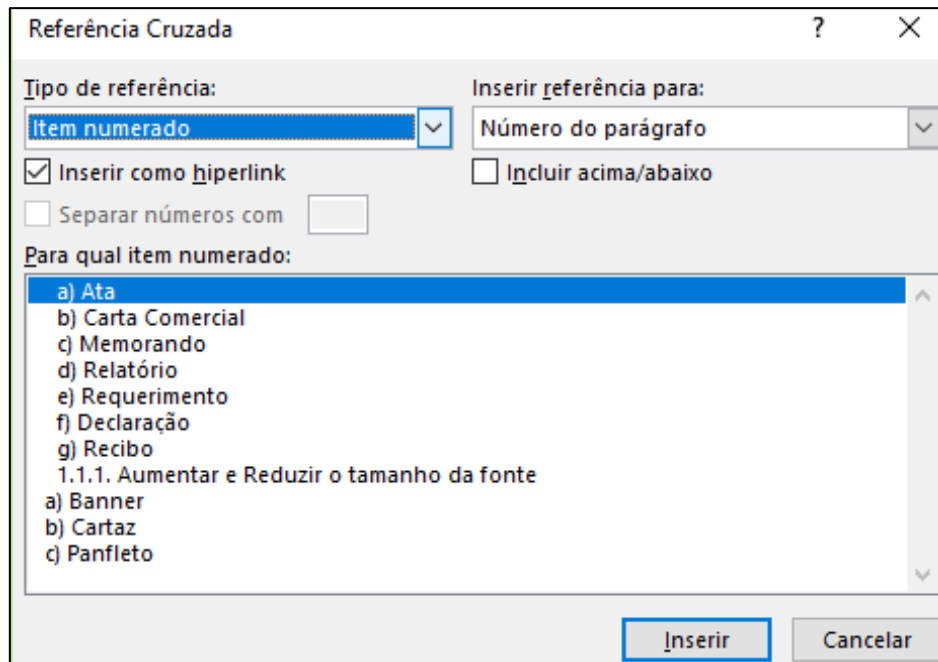 Referência Cruzada ?
Tipo de referência: Inserir referência para:
Item numerado Número do parágrafo
Inserir como hiperlink Incluir acima/abaixo
Separar números com
Para qual item numerado:
a) Ata
b) Carta Comercial
c) Memorando
d) Relatório
e) Requerimento
f) Declaração
g) Recibo
1.1.1. Aumentar e Reduzir o tamanho da fonte
a) Banner
b) Cartaz
c) Panfleto
Inserir Cancelar